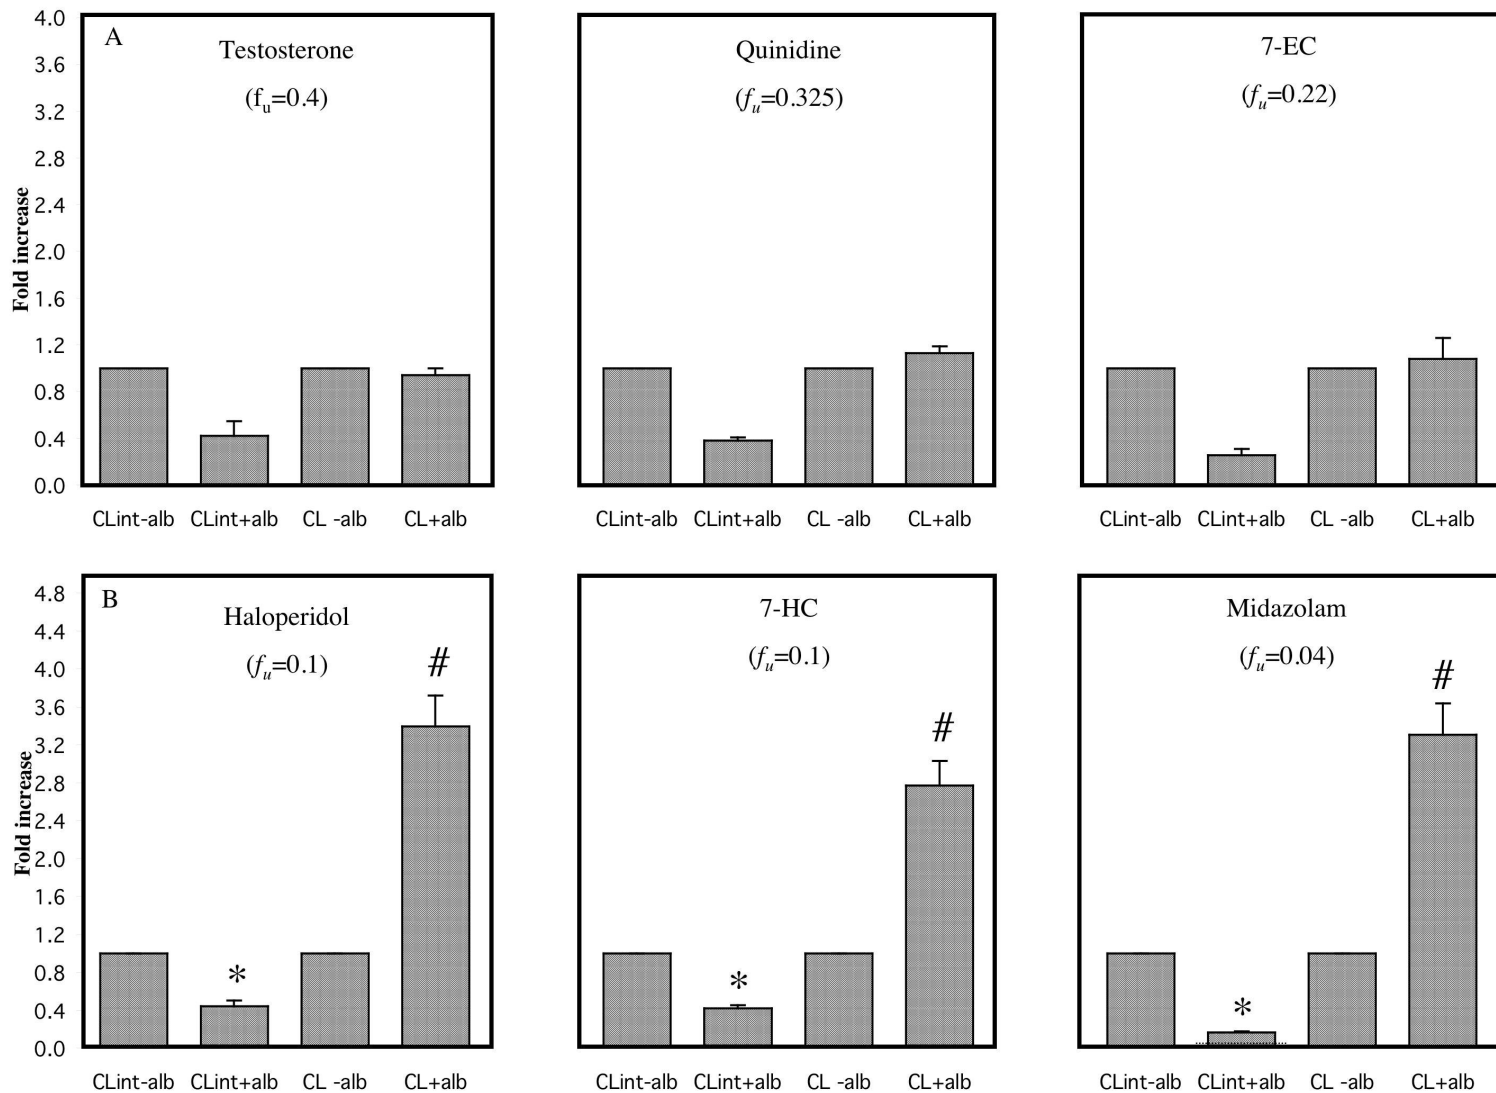 A
Testosterone
(fu=0.4)
Quinidine
(fu=0.325)
7-EC
(fu=0.22)
Fold increase
4.0
3.6
3.2
2.8
2.4
2.0
1.6
1.2
0.8
0.4
0.0
CLint-alb CLint+alb CL -alb CL+alb
CLint-alb CLint+alb CL -alb CL+alb
CLint-alb CLint+alb CL -alb CL+alb
B
Haloperidol
(fu=0.1)
#
*
7-HC
(fu=0.1)
#
*
Midazolam
(fu=0.04)
#
*
Fold increase
4.8
4.4
4.0
3.6
3.2
2.8
2.4
2.0
1.6
1.2
0.8
0.4
0.0
CLint-alb CLint+alb CL -alb CL+alb
CLint-alb CLint+alb CL -alb CL+alb
CLint-alb CLint+alb CL -alb CL+alb